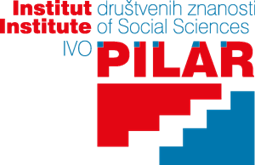 Institut društvenih znanosti
Institute of Social Sciences
IVO PILAR